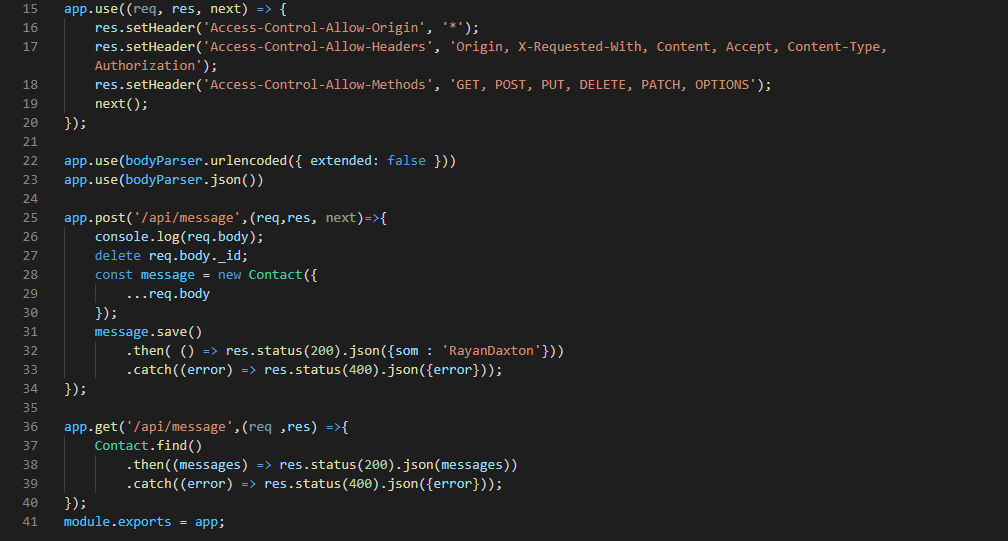 15 app.use((req, res, next) => {
16 res.setHeader('Access-Control-Allow-Origin', '*');
17 res.setHeader('Access-Control-Allow-Headers', 'Origin, X-Requested-With, Content, Accept, Content-Type,
Authorization');
18 res.setHeader('Access-Control-Allow-Methods', 'GET, POST, PUT, DELETE, PATCH, OPTIONS');
19 next();
20 });
21
22 app.use(bodyParser.urlencoded({ extended: false }))
23 app.use(bodyParser.json())
24
25 app.post('/api/message',(req,res, next)=>{
26 console.log(req.body);
27 delete req.body._id;
28 const message = new Contact({
29 ...req.body
30 });
31 message.save()
32 .then( () => res.status(200).json({som : 'RayanDaxton'}))
33 .catch((error) => res.status(400).json({error}));
34 });
35
36 app.get('/api/message',(req ,res) =>{
37 Contact.find()
38 .then((messages) => res.status(200).json(messages))
39 .catch((error) => res.status(400).json({error}));
40 });
41 module.exports = app;